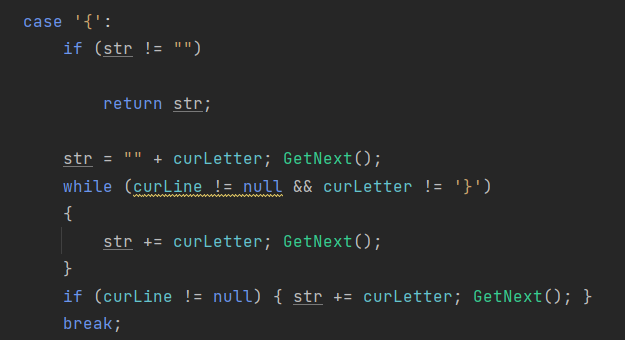 case '{':
if (str != "")
return str;
str = "" + curLetter; GetNext();
while (curLine != null && curLetter != '}')
{
str += curLetter; GetNext();
}
if (curLine != null) { str += curLetter; GetNext(); }
break;